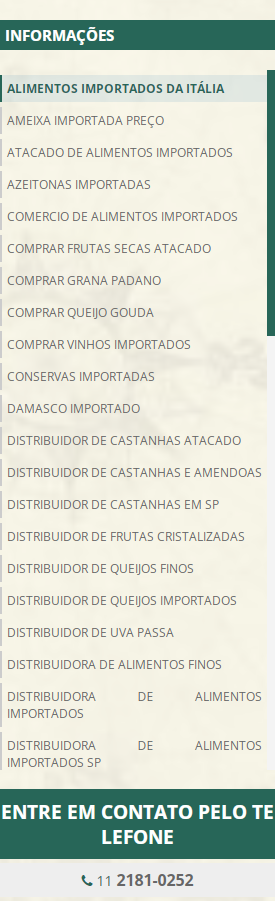 INFORMAÇÕES
ALIMENTOS IMPORTADOS DA ITÁLIA
AMEIXA IMPORTADA PREÇO
ATACADO DE ALIMENTOS IMPORTADOS
AZEITONAS IMPORTADAS
COMERCIO DE ALIMENTOS IMPORTADOS
COMPRAR FRUTAS SECAS ATACADO
COMPRAR GRANA PADANO
COMPRAR QUEIJO GOUDA
COMPRAR VINHOS IMPORTADOS
CONSERVAS IMPORTADAS
DAMASCO IMPORTADO
DISTRIBUIDOR DE CASTANHAS ATACADO
DISTRIBUIDOR DE CASTANHAS E AMENDOAS
DISTRIBUIDOR DE CASTANHAS EM SP
DISTRIBUIDOR DE FRUTAS CRISTALIZADAS
DISTRIBUIDOR DE QUEIJOS FINOS
DISTRIBUIDOR DE QUEIJOS IMPORTADOS
DISTRIBUIDOR DE UVA PASSA
DISTRIBUIDORA DE ALIMENTOS FINOS
DISTRIBUIDORA DE ALIMENTOS
IMPORTADOS
DISTRIBUIDORA DE ALIMENTOS
IMPORTADOS SP
ENTRE EM CONTATO PELO TE
LEFONE
11 2181-0252